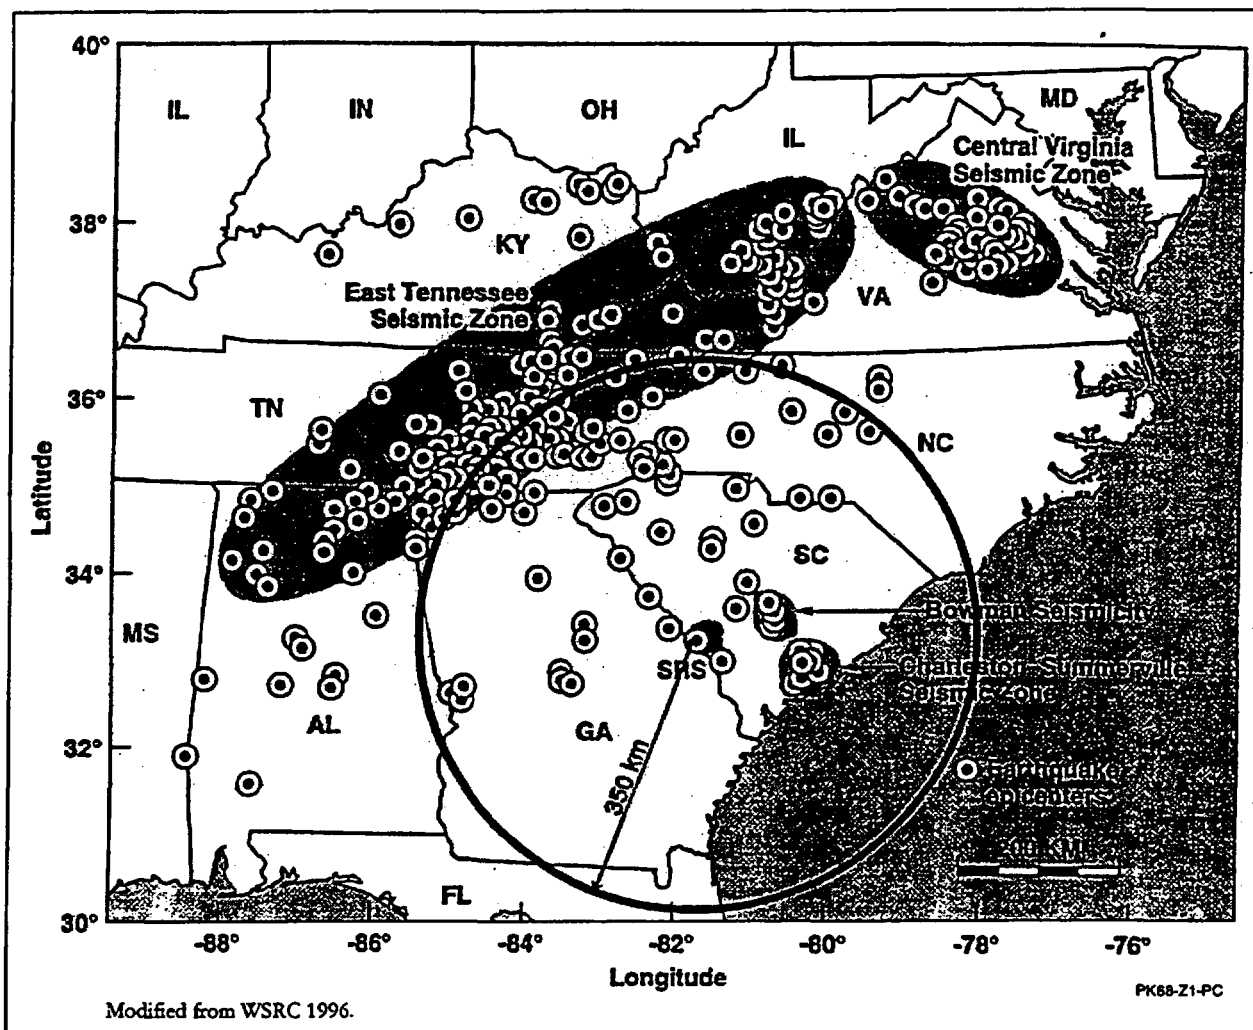 40°
IL
IN
OH
IL
MD
Central Virginia
Seismic Zone
38°
KY
East Tennessee
Seismic Zone
VA
36°
TN
NC
Latitude
34°
SC
MS
Bowman Seismicity
SRS
Charleston-Summerville
Seismic Zone
AL
GA
32°
350 km
Earthquake
epicenters
200 KM
FL
30°
-88°
-86°
-84°
-82°
-80°
-78°
-76°
Longitude
PK68-Z1-PC
Modified from WSRC 1996.